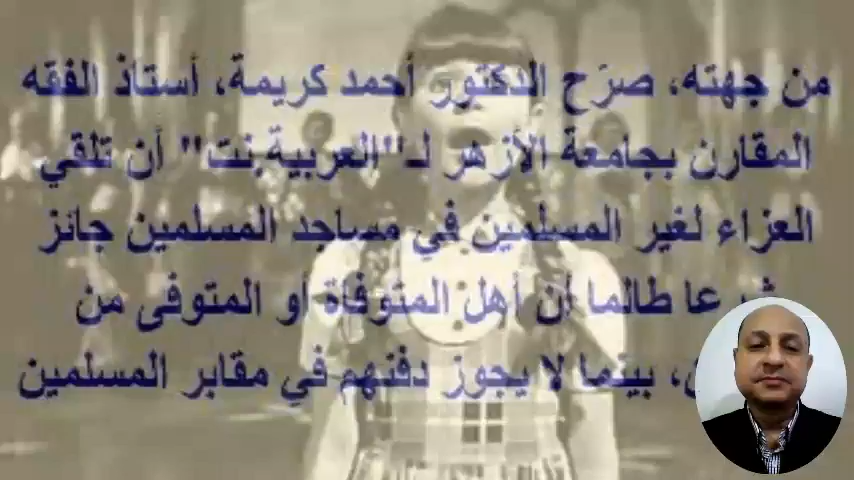 من جهته، صرّح الدكتور أحمد كريمة، أستاذ الفقه
المقارن بجامعة الأزهر لـ"العربية.نت" أن تلقي
العزاء لغير المسلمين في مساجد المسلمين جائز
شرعا طالما أن أهل المتوفاة أو المتوفى من
بينما لا يجوز دفنهم في مقابر المسلمين